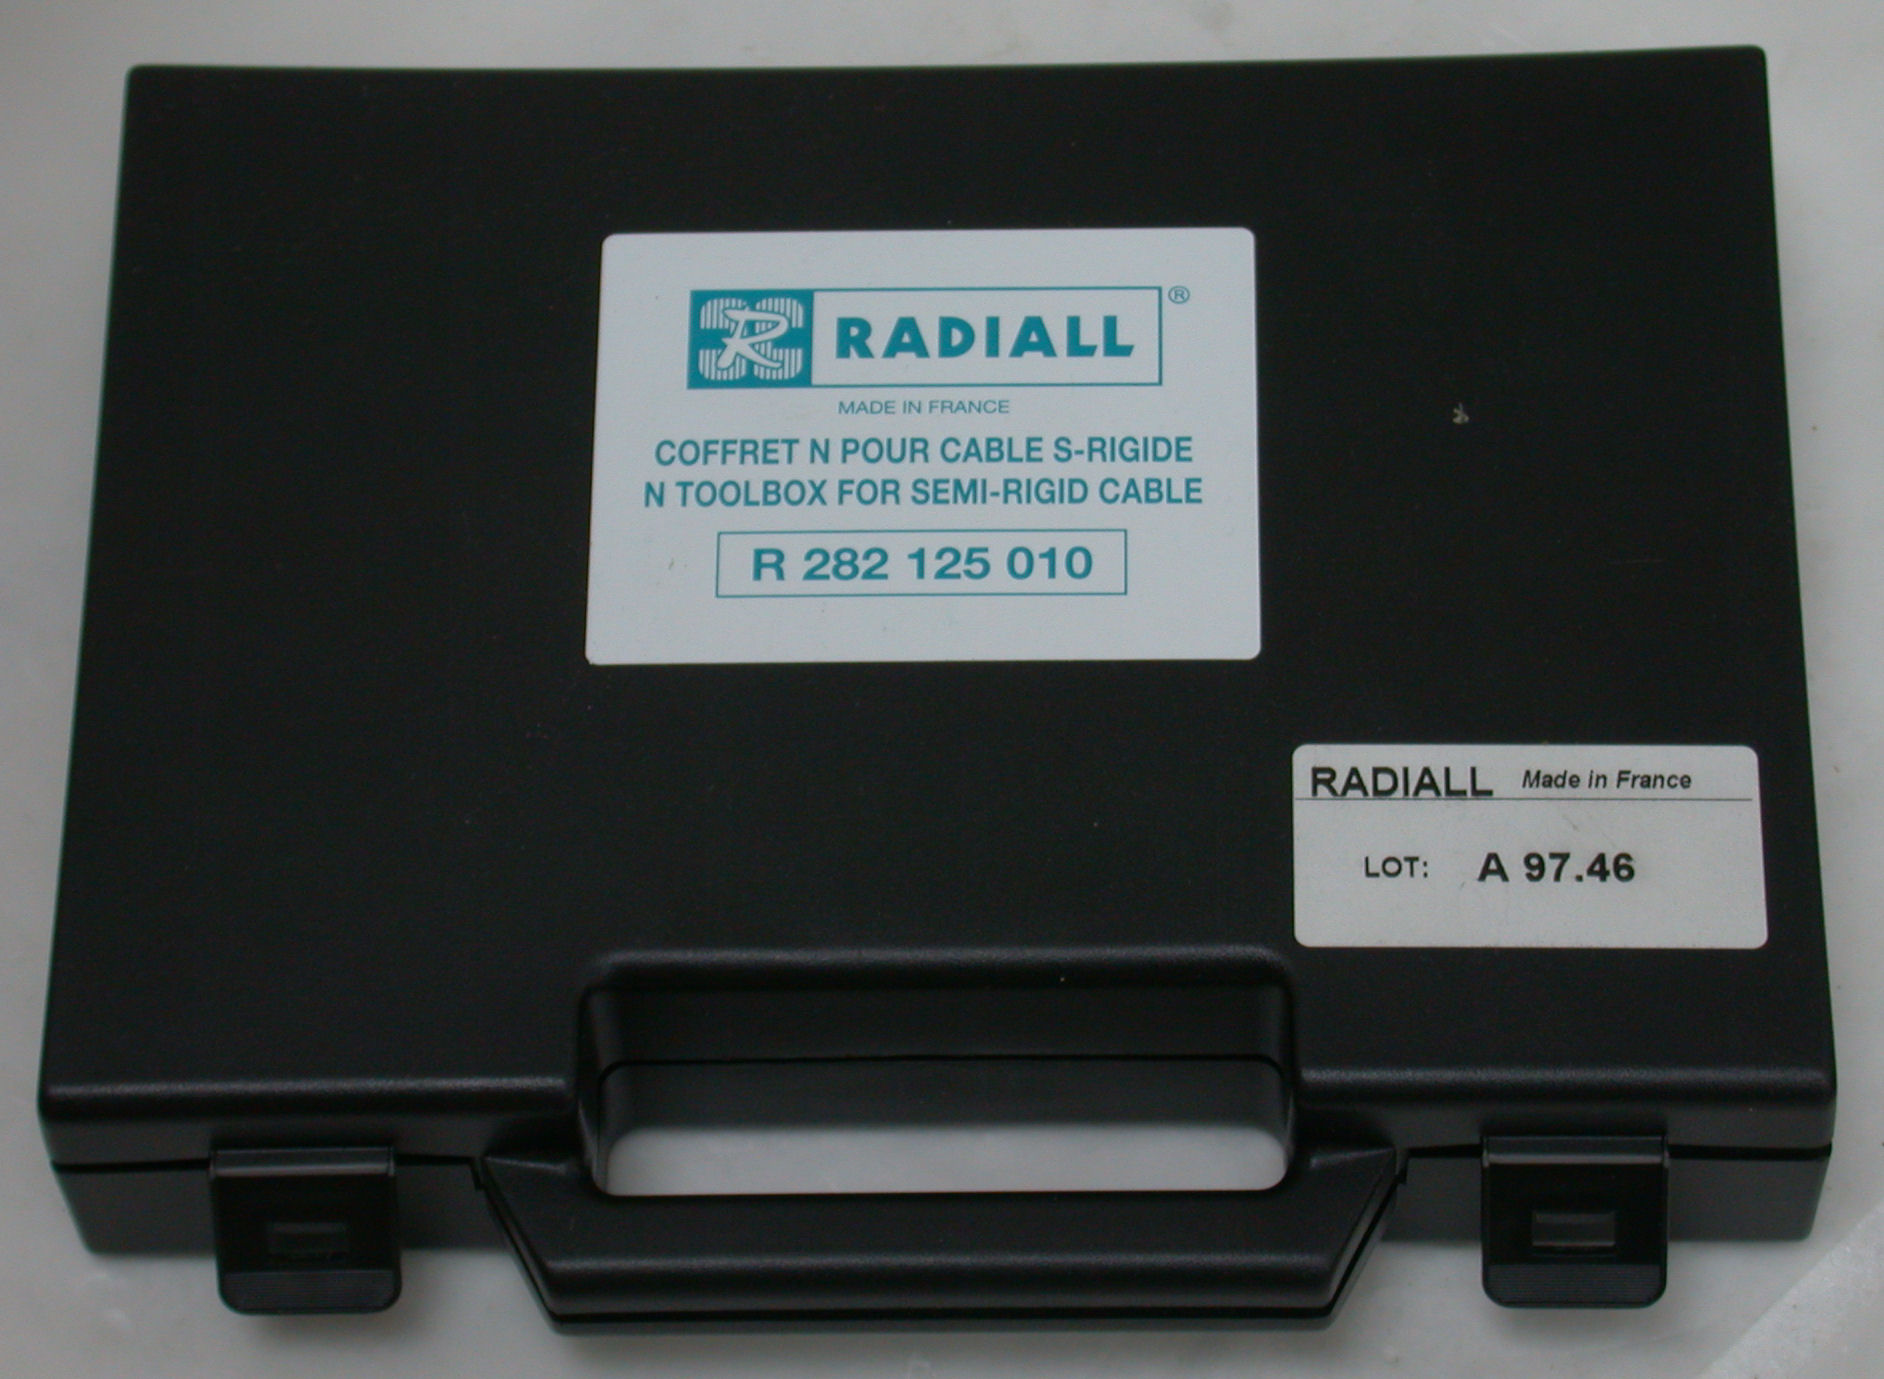 R RADIALL ®
MADE IN FRANCE
COFFRET N POUR CABLE S-RIGIDE
N TOOLBOX FOR SEMI-RIGID CABLE
R 282 125 010
RADIALL Made in France
LOT: A 97.46